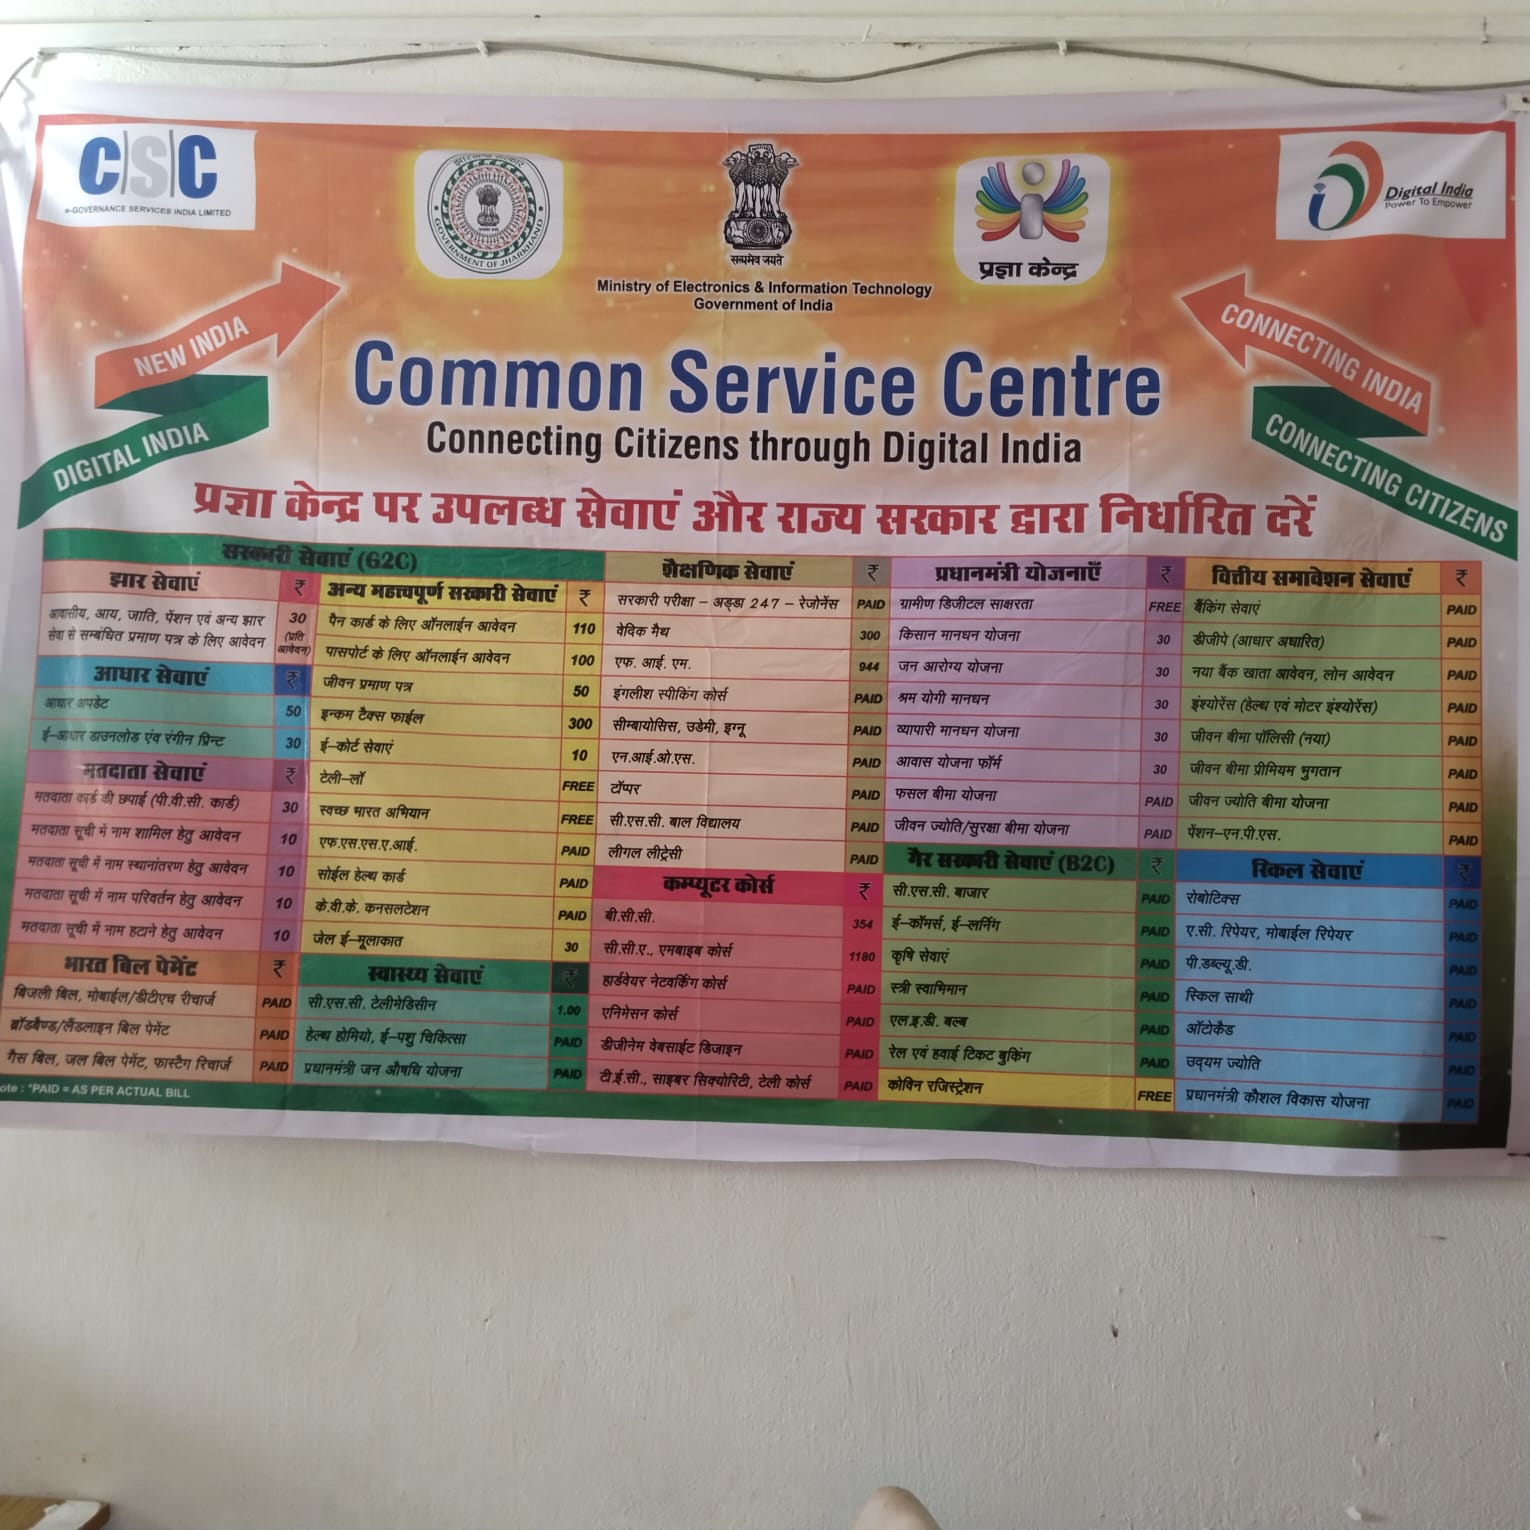 CSC
e-GOVERNANCE SERVICES INDIA LIMITED
झारखण्ड सरकार
GOVERNMENT OF JHARKHAND
सत्यमेव जयते
प्रज्ञा केन्द्र
Digital India
Power To Empower
Ministry of Electronics & Information Technology
Government of India
NEW INDIA
DIGITAL INDIA
CONNECTING INDIA
CONNECTING CITIZENS
Common Service Centre
Connecting Citizens through Digital India
प्रज्ञा केन्द्र पर उपलब्ध सेवाएं और राज्य सरकार द्वारा निर्धारित दरें
सरकारी सेवाएं (G2C)
झार सेवाएं ₹
आवासीय, आय, जाति, पेंशन एवं अन्य झार
सेवा से सम्बंधित प्रमाण पत्र के लिए आवेदन 30 (प्रति आवेदन)
आधार सेवाएं ₹
आधार अपडेट 50
ई–आधार डाउनलोड एंव रंगीन प्रिन्ट 30
मतदाता सेवाएं ₹
मतदाता कार्ड की छपाई (पी.वी.सी. कार्ड) 30
मतदाता सूची में नाम शामिल हेतु आवेदन 10
मतदाता सूची में नाम स्थानांतरण हेतु आवेदन 10
मतदाता सूची में नाम परिवर्तन हेतु आवेदन 10
मतदाता सूची में नाम हटाने हेतु आवेदन 10
भारत बिल पेमेंट ₹
बिजली बिल, मोबाईल/डीटीएच रीचार्ज PAID
ब्रॉडबैण्ड/लैंडलाइन बिल पेमेंट PAID
गैस बिल, जल बिल पेमेंट, फास्टैग रिचार्ज PAID
ote : *PAID = AS PER ACTUAL BILL
अन्य महत्त्वपूर्ण सरकारी सेवाएं ₹
पैन कार्ड के लिए ऑनलाईन आवेदन 110
पासपोर्ट के लिए ऑनलाईन आवेदन 100
जीवन प्रमाण पत्र 50
इन्कम टैक्स फाईल 300
ई–कोर्ट सेवाएं 10
टेली–लॉ FREE
स्वच्छ भारत अभियान FREE
एफ.एस.एस.ए.आई. PAID
सोईल हेल्थ कार्ड PAID
के.वी.के. कनसलटेशन PAID
जेल ई–मूलाकात 30
स्वास्थ्य सेवाएं ₹
सी.एस.सी. टेलीमेडिसीन 1.00
हेल्थ होमियो, ई–पशु चिकित्सा PAID
प्रधानमंत्री जन औषधि योजना PAID
शैक्षणिक सेवाएं ₹
सरकारी परीक्षा – अड्डा 247 – रेजोनेंस PAID
वेदिक मैथ 300
एफ. आई. एम. 944
इंगलीश स्पीकिंग कोर्स PAID
सीम्बायोसिस, उडेमी, इग्नू PAID
एन.आई.ओ.एस. PAID
टॉप्पर PAID
सी.एस.सी. बाल विद्यालय PAID
लीगल लीट्रेसी PAID
कम्प्यूटर कोर्स ₹
बी.सी.सी. 354
सी.सी.ए., एमबाइब कोर्स 1180
हार्डवेयर नेटवर्किंग कोर्स PAID
एनिमेसन कोर्स PAID
डीजीनेम वेबसाईट डिजाइन PAID
टी.ई.सी., साइबर सिक्योरिटी, टेली कोर्स PAID
प्रधानमंत्री योजनाएँ ₹
ग्रामीण डिजीटल साक्षरता FREE
किसान मानधन योजना 30
जन आरोग्य योजना 30
श्रम योगी मानधन 30
व्यापारी मानधन योजना 30
आवास योजना फॉर्म 30
फसल बीमा योजना PAID
जीवन ज्योति/सुरक्षा बीमा योजना PAID
गैर सरकारी सेवाएं (B2C) ₹
सी.एस.सी. बाजार PAID
ई–कॉमर्स, ई–लर्निंग PAID
कृषि सेवाएं PAID
स्त्री स्वाभिमान PAID
एल.इ.डी. बल्ब PAID
रेल एवं हवाई टिकट बुकिंग PAID
कोविन रजिस्ट्रेशन FREE
वित्तीय समावेशन सेवाएं ₹
बैंकिंग सेवाएं PAID
डीजीपे (आधार अधारित) PAID
नया बैंक खाता आवेदन, लोन आवेदन PAID
इंश्योरेंस (हेल्थ एवं मोटर इंश्योरेंस) PAID
जीवन बीमा पॉलिसी (नया) PAID
जीवन बीमा प्रीमियम भुगतान PAID
जीवन ज्योति बीमा योजना PAID
पेंशन–एन.पी.एस. PAID
स्किल सेवाएं ₹
रोबोटिक्स PAID
ए.सी. रिपेयर, मोबाईल रिपेयर PAID
पी.डब्ल्यू.डी. PAID
स्किल साथी PAID
ऑटोकैड PAID
उद्यम ज्योति PAID
प्रधानमंत्री कौशल विकास योजना PAID